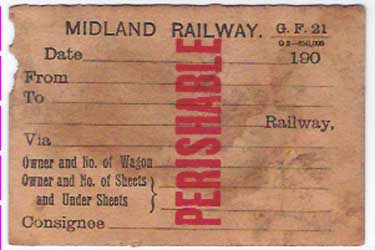 MIDLAND RAILWAY. G. F. 21
Date 190
From
To
Railway,
Via
Owner and No. of Wagon
Owner and No. of Sheets
and Under Sheets }
Consignee
PERISHABLE